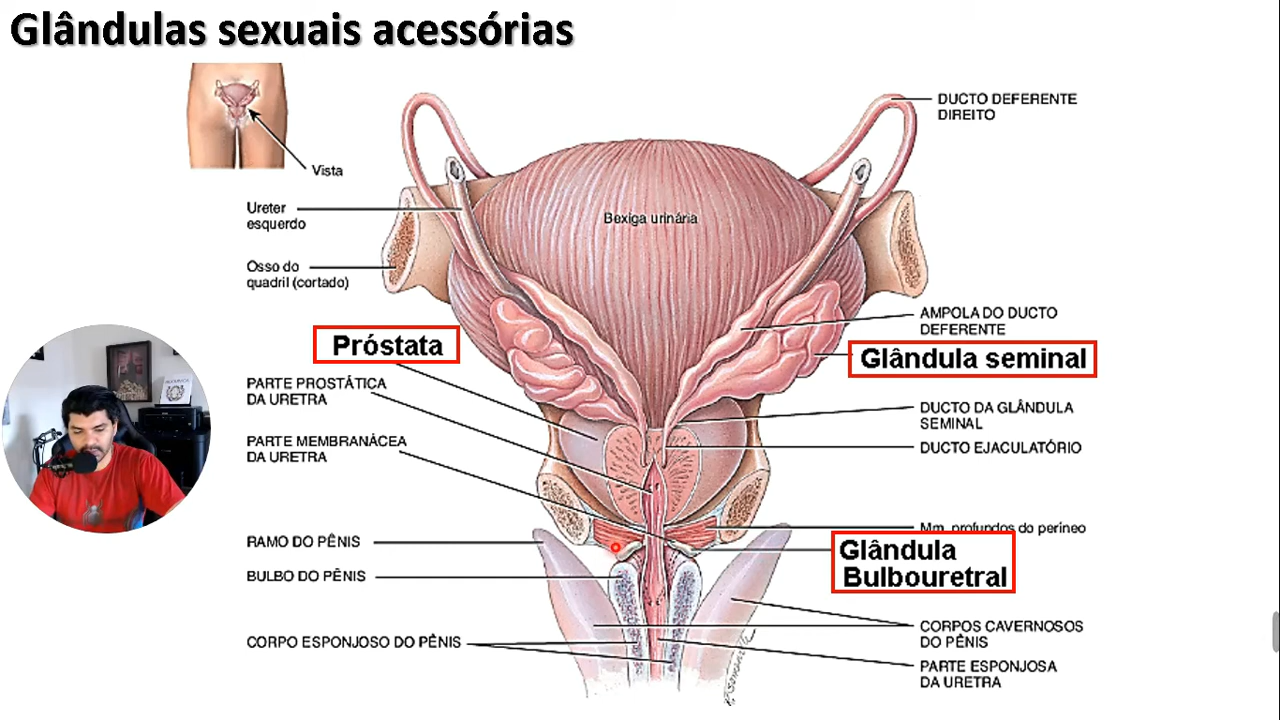 Glândulas sexuais acessórias
Vista
Ureter
esquerdo
Osso do
quadril (cortado)
Próstata
PARTE PROSTÁTICA
DA URETRA
PARTE MEMBRANÁCEA
DA URETRA
RAMO DO PÊNIS
BULBO DO PÊNIS
CORPO ESPONJOSO DO PÊNIS
Bexiga urinária
DUCTO DEFERENTE
DIREITO
AMPOLA DO DUCTO
DEFERENTE
Glândula seminal
DUCTO DA GLÂNDULA
SEMINAL
DUCTO EJACULATÓRIO
Mm. profundos do períneo
Glândula
Bulbouretral
CORPOS CAVERNOSOS
DO PÊNIS
PARTE ESPONJOSA
DA URETRA